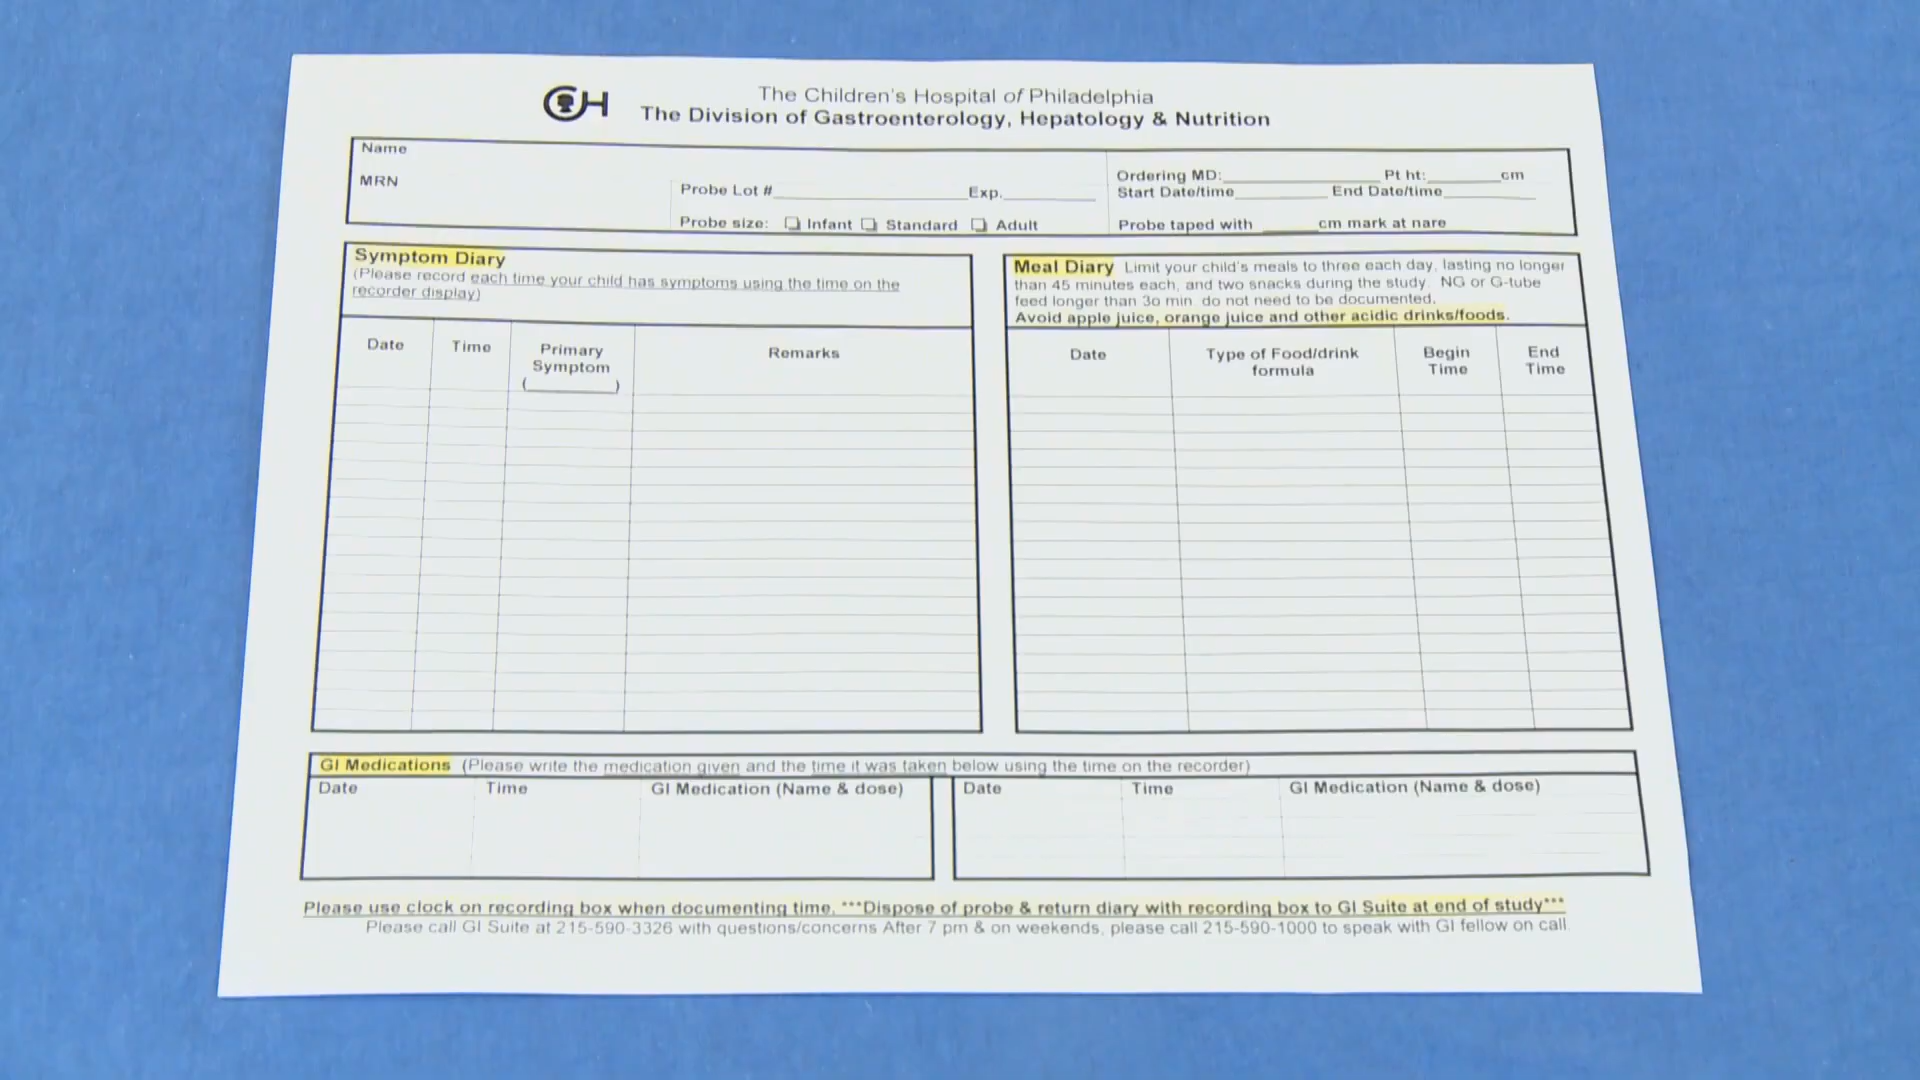 CH
The Children's Hospital of Philadelphia
The Division of Gastroenterology, Hepatology & Nutrition
Name
MRN
Probe Lot #__________ Exp.______
Probe size: ❏ Infant ❏ Standard ❏ Adult
Ordering MD:__________ Pt ht:______cm
Start Date/time________ End Date/time________
Probe taped with _____cm mark at nare
Symptom Diary
(Please record each time your child has symptoms using the time on the
recorder display)
Date Time Primary Remarks
Symptom
(________)
Meal Diary Limit your child's meals to three each day, lasting no longer
than 45 minutes each, and two snacks during the study. NG or G-tube
feed longer than 3o min do not need to be documented.
Avoid apple juice, orange juice and other acidic drinks/foods.
Date Type of Food/drink Begin End
formula Time Time
GI Medications (Please write the medication given and the time it was taken below using the time on the recorder)
Date Time GI Medication (Name & dose) Date Time GI Medication (Name & dose)
Please use clock on recording box when documenting time. ***Dispose of probe & return diary with recording box to GI Suite at end of study***
Please call GI Suite at 215-590-3326 with questions/concerns After 7 pm & on weekends, please call 215-590-1000 to speak with GI fellow on call.